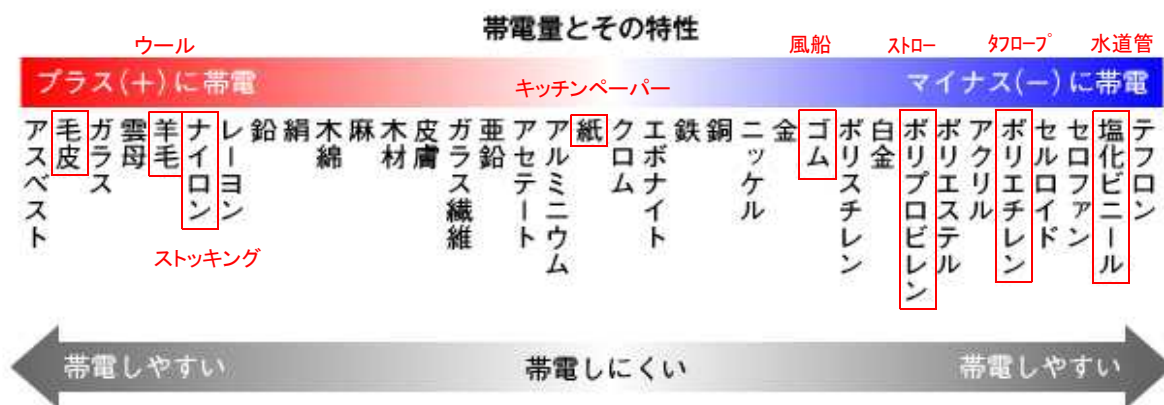 帯電量とその特性
ウール
風船
ストロー
タフロープ
水道管
プラス(+)に帯電
キッチンペーパー
マイナス(-)に帯電
アスベスト
毛皮
ガラス
雲母
羊毛
ナイロン
レーヨン
鉛
絹
木綿
麻
木材
皮膚
ガラス繊維
亜鉛
アセテート
アルミニウム
紙
クロム
エボナイト
鉄
銅
ニッケル
金
ゴム
ポリスチレン
白金
ポリプロピレン
ポリエステル
アクリル
ポリエチレン
セルロイド
セロファン
塩化ビニール
テフロン
ストッキング
帯電しやすい
帯電しにくい
帯電しやすい